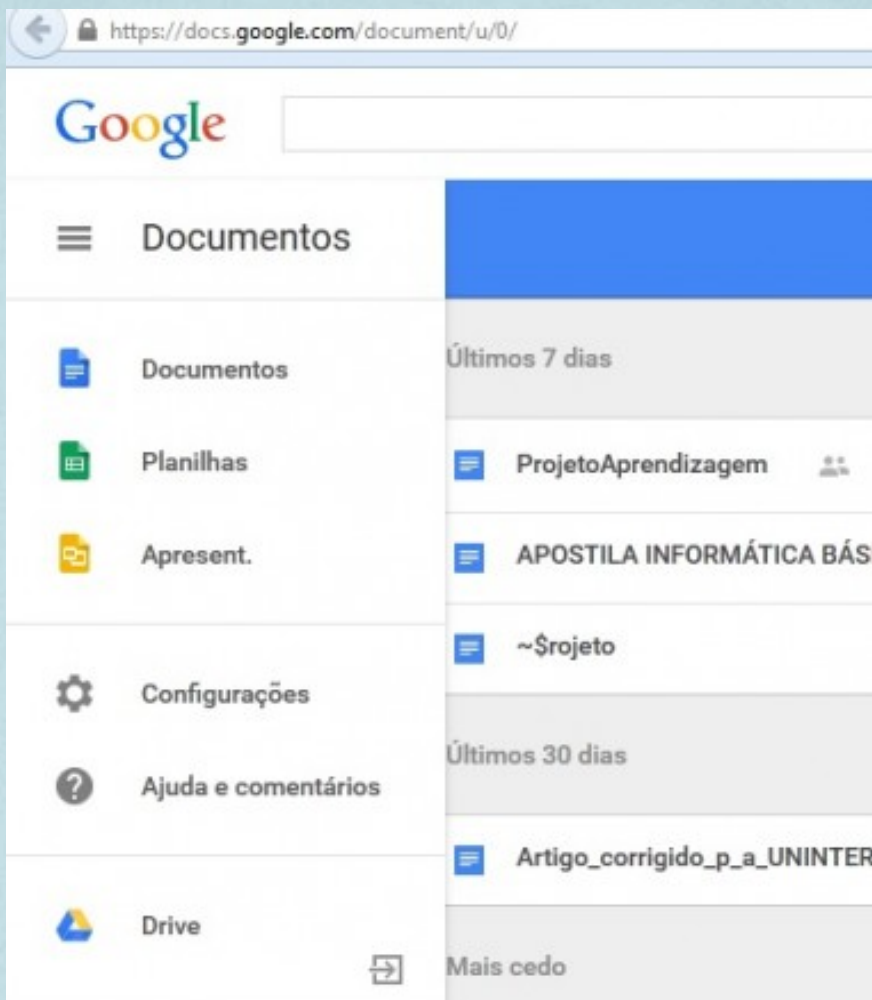 https://docs.google.com/document/u/0/
Google
Documentos
Documentos
Planilhas
Apresent.
Configurações
Ajuda e comentários
Drive
Últimos 7 dias
ProjetoAprendizagem
APOSTILA INFORMÁTICA BÁS
~$rojeto
Últimos 30 dias
Artigo_corrigido_p_a_UNINTER
Mais cedo